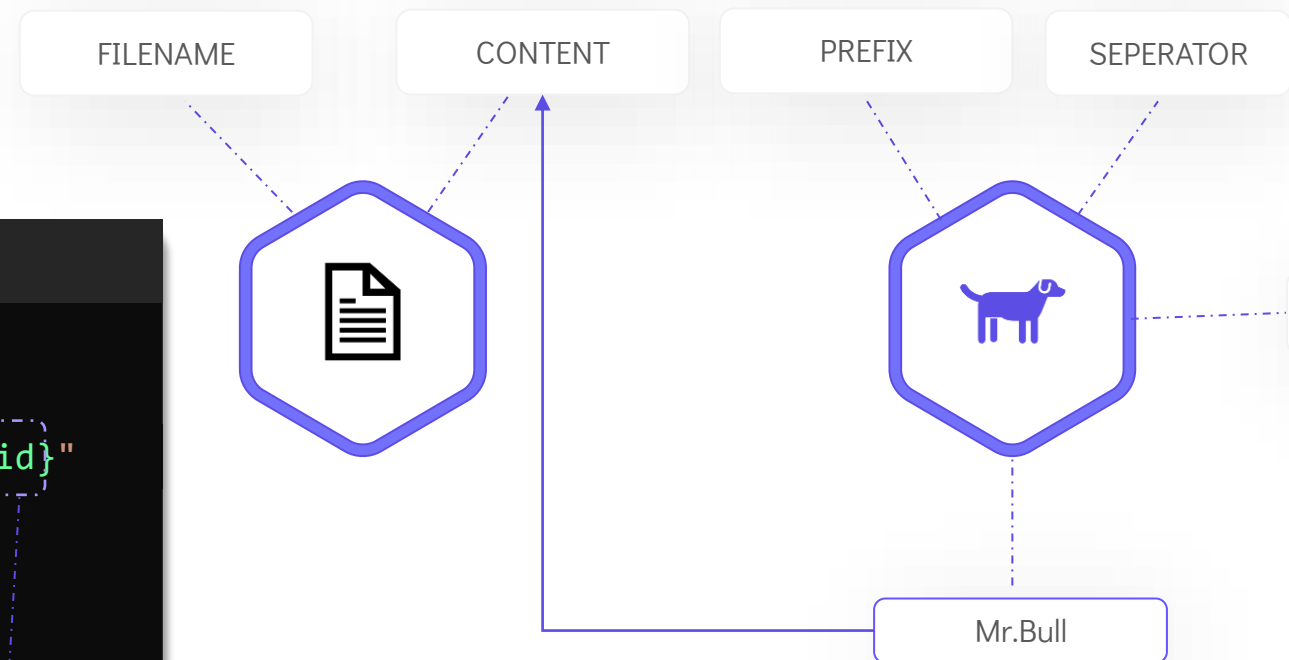 FILENAME
CONTENT
PREFIX
SEPERATOR
id}"
Mr.Bull